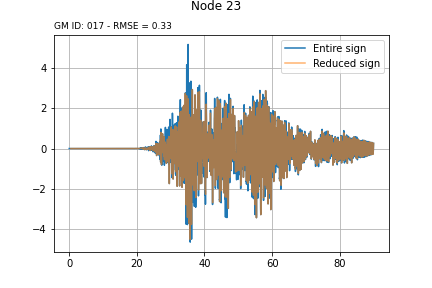 Node 23
GM ID: 017 - RMSE = 0.33
Entire sign
Reduced sign
4
2
0
−2
−4
0 20 40 60 80